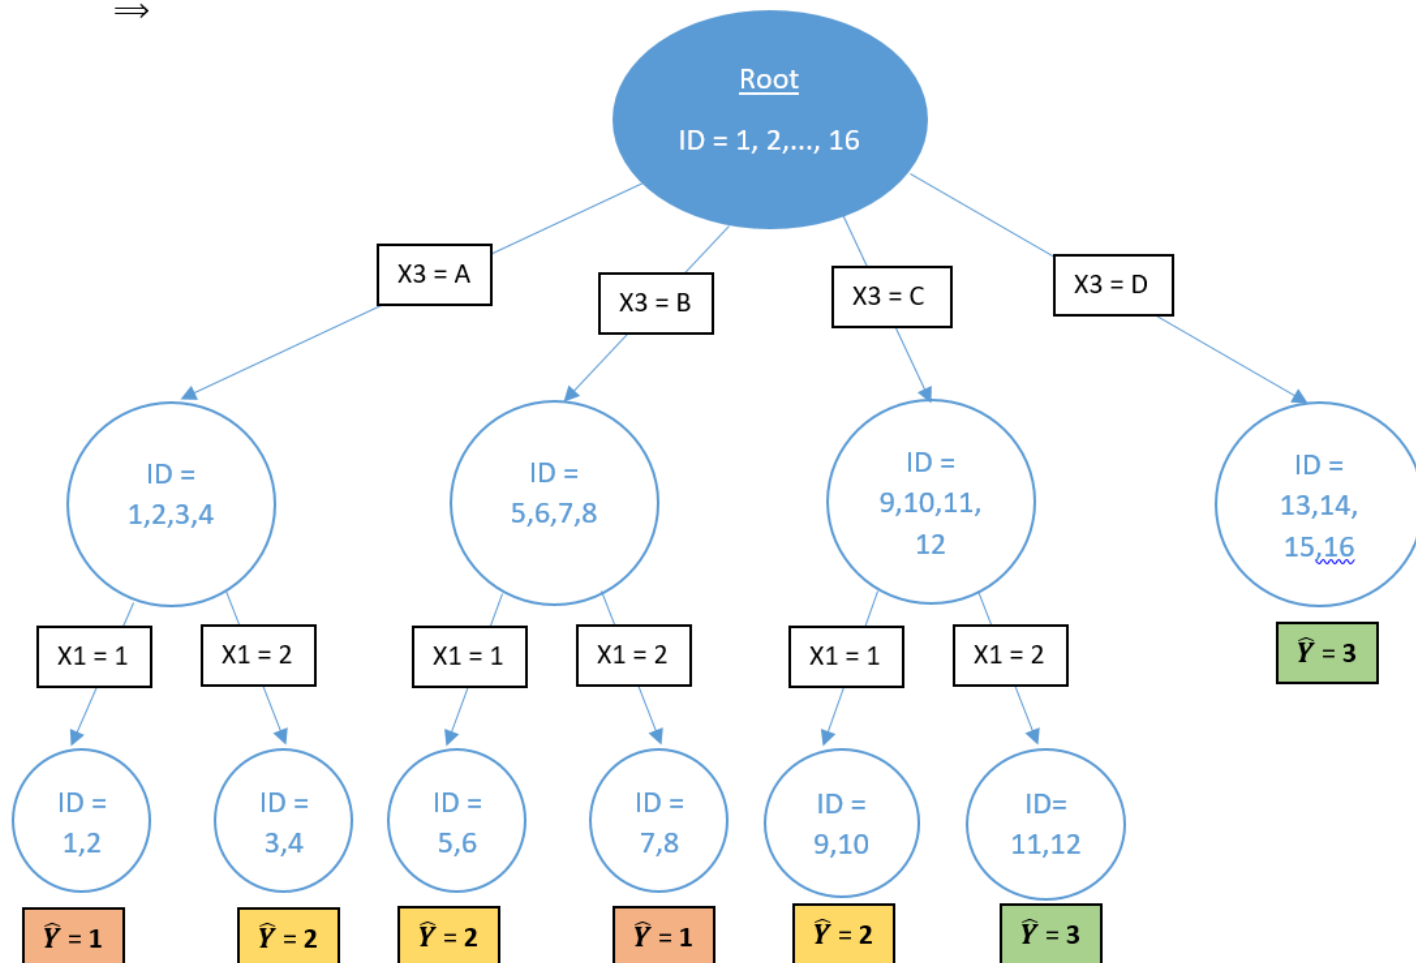 ⟹
Root
ID = 1, 2,..., 16
X3 = A
X3 = B
X3 = C
X3 = D
ID =
1,2,3,4
ID =
5,6,7,8
ID =
9,10,11,
12
ID =
13,14,
15,16
X1 = 1
X1 = 2
X1 = 1
X1 = 2
X1 = 1
X1 = 2
Ŷ = 3
ID =
1,2
ID =
3,4
ID =
5,6
ID =
7,8
ID =
9,10
ID=
11,12
Ŷ = 1
Ŷ = 2
Ŷ = 2
Ŷ = 1
Ŷ = 2
Ŷ = 3